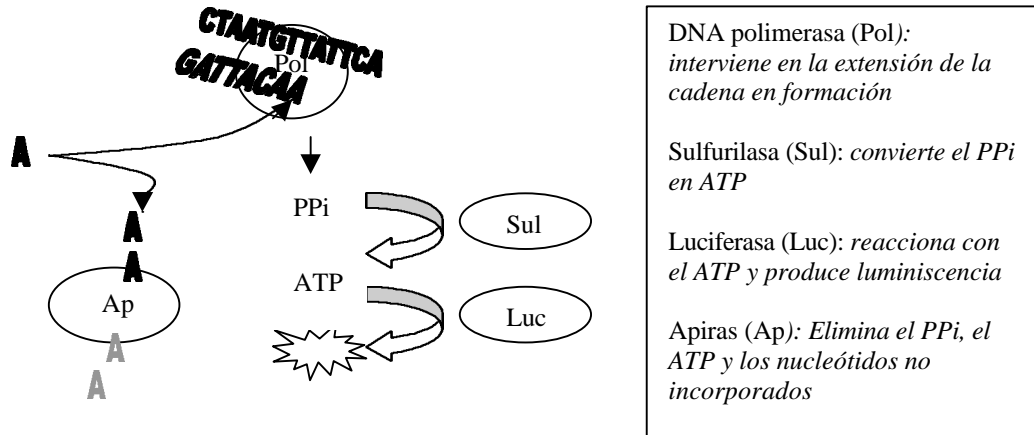 CTAATGTTATTCA
Pol
GATTACAA
A
PPi
Sul
A
A
Ap
ATP
Luc
A
A
DNA polimerasa (Pol):
interviene en la extensión de la
cadena en formación
Sulfurilasa (Sul): convierte el PPi
en ATP
Luciferasa (Luc): reacciona con
el ATP y produce luminiscencia
Apiras (Ap): Elimina el PPi, el
ATP y los nucleótidos no
incorporados